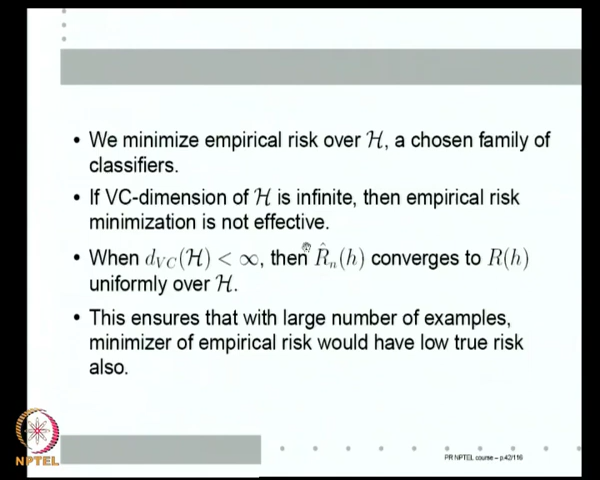 • We minimize empirical risk over ℋ, a chosen family of
classifiers.
• If VC-dimension of ℋ is infinite, then empirical risk
minimization is not effective.
• When d_{VC}(ℋ) < ∞, then R̂_n(h) converges to R(h)
uniformly over ℋ.
• This ensures that with large number of examples,
minimizer of empirical risk would have low true risk
also.
NPTEL
PR NPTEL course – p.42/116